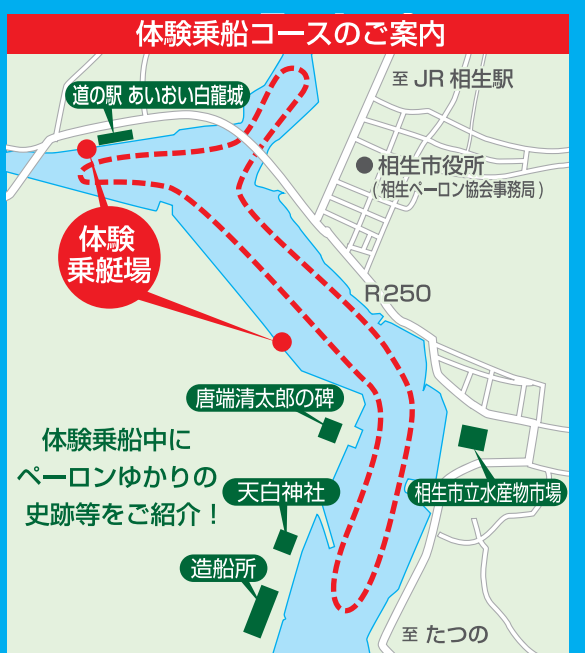 体験乗船コースのご案内
至 JR 相生駅
道の駅 あいおい白龍城
相生市役所
(相生ペーロン協会事務局)
体験
乗艇場
R250
唐端清太郎の碑
体験乗船中に
ペーロンゆかりの
史跡等をご紹介！
天白神社
相生市立水産物市場
造船所
至 たつの